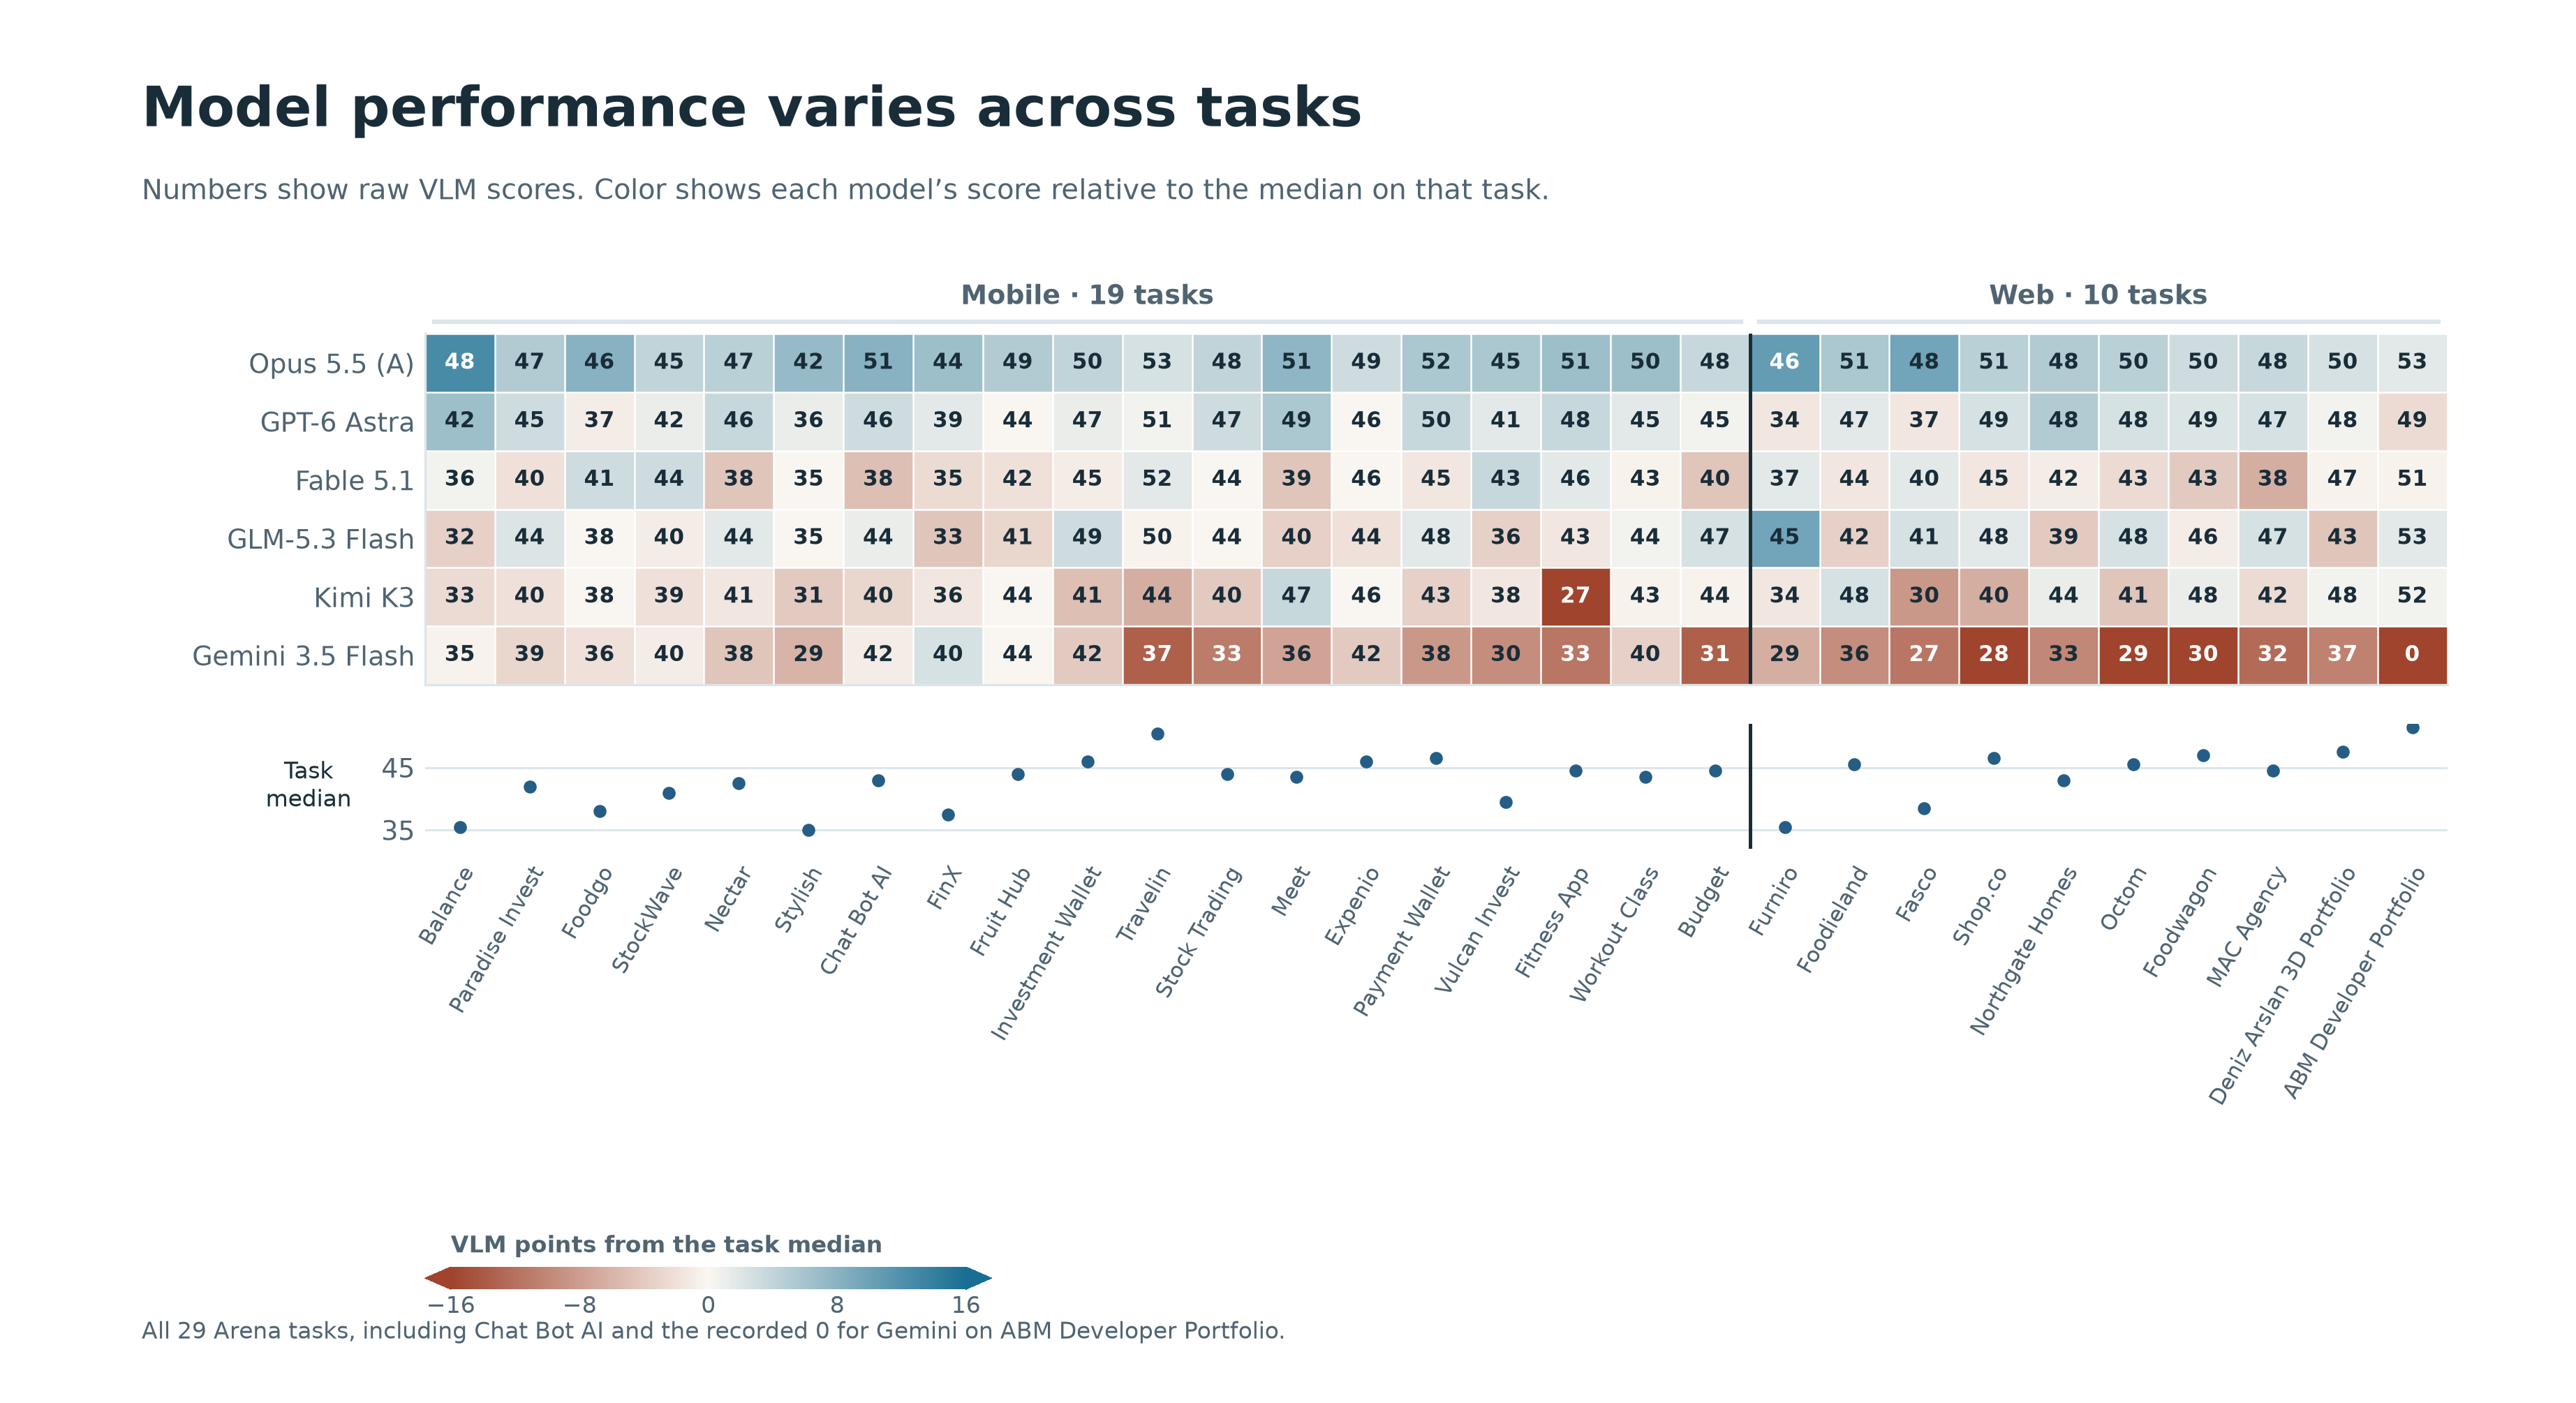 Model performance varies across tasks
Numbers show raw VLM scores. Color shows each model’s score relative to the median on that task.
Mobile · 19 tasks Web · 10 tasks
Opus 5.5 (A) 48 47 46 45 47 42 51 44 49 50 53 48 51 49 52 45 51 50 48 46 51 48 51 48 50 50 48 50 53
GPT-6 Astra 42 45 37 42 46 36 46 39 44 47 51 47 49 46 50 41 48 45 45 34 47 37 49 48 48 49 47 48 49
Fable 5.1 36 40 41 44 38 35 38 35 42 45 52 44 39 46 45 43 46 43 40 37 44 40 45 42 43 43 38 47 51
GLM-5.3 Flash 32 44 38 40 44 35 44 33 41 49 50 44 40 44 48 36 43 44 47 45 42 41 48 39 48 46 47 43 53
Kimi K3 33 40 38 39 41 31 40 36 44 41 44 40 47 46 43 38 27 43 44 34 48 30 40 44 41 48 42 48 52
Gemini 3.5 Flash 35 39 36 40 38 29 42 40 44 42 37 33 36 42 38 30 33 40 31 29 36 27 28 33 29 30 32 37 0
Task
median
45
35
Balance
Paradise Invest
Foodgo
StockWave
Nectar
Stylish
Chat Bot AI
FinX
Fruit Hub
Investment Wallet
Travelin
Stock Trading
Meet
Expenio
Payment Wallet
Vulcan Invest
Fitness App
Workout Class
Budget
Furniro
Foodieland
Fasco
Shop.co
Northgate Homes
Octom
Foodwagon
MAC Agency
Deniz Arslan 3D Portfolio
ABM Developer Portfolio
VLM points from the task median
−16 −8 0 8 16
All 29 Arena tasks, including Chat Bot AI and the recorded 0 for Gemini on ABM Developer Portfolio.